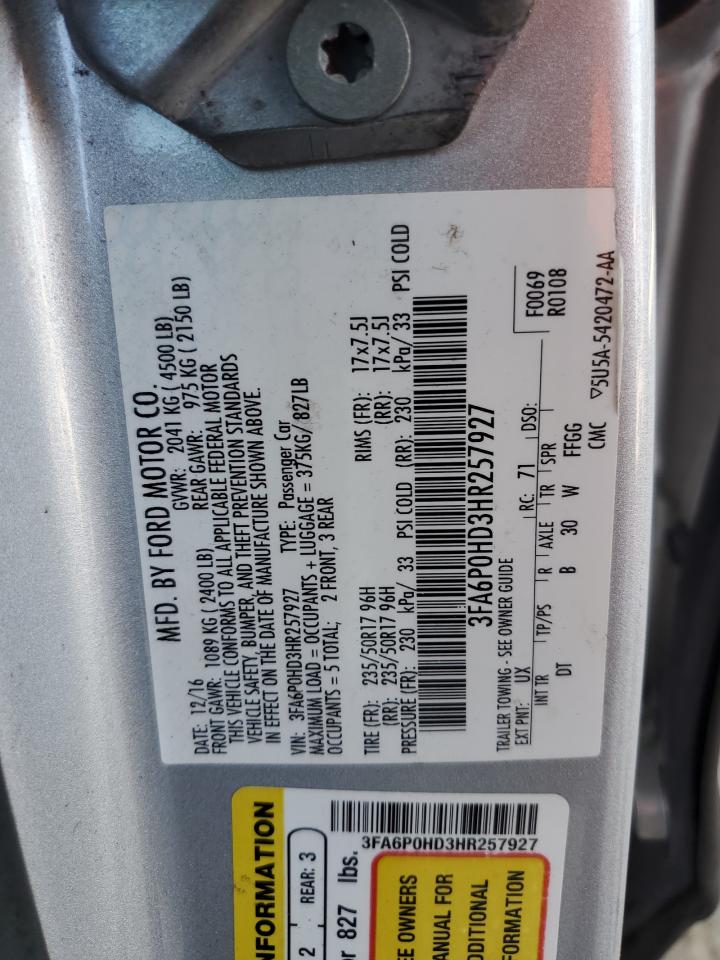 MFD. BY FORD MOTOR CO.
DATE: 12/16 GVWR: 2041 KG ( 4500 LB)
FRONT GAWR: 1089 KG ( 2400 LB) REAR GAWR: 975 KG ( 2150 LB)
THIS VEHICLE CONFORMS TO ALL APPLICABLE FEDERAL MOTOR
VEHICLE SAFETY, BUMPER, AND THEFT PREVENTION STANDARDS
IN EFFECT ON THE DATE OF MANUFACTURE SHOWN ABOVE.
VIN: 3FA6P0HD3HR257927 TYPE: Passenger Car
MAXIMUM LOAD = OCCUPANTS + LUGGAGE = 375KG/ 827LB
OCCUPANTS = 5 TOTAL; 2 FRONT, 3 REAR
TIRE (FR): 235/50R17 96H RIMS (FR): 17x7.5J
(RR): 235/50R17 96H (RR): 17x7.5J
PRESSURE (FR): 230 kPa/ 33 PSI COLD (RR): 230 kPa/ 33 PSI COLD
3FA6P0HD3HR257927
TRAILER TOWING - SEE OWNER GUIDE
EXT PNT: UX RC: 71 DSO: F0069
R0108
INT TR TP/PS R AXLE TR SPR
DT B 30 W FFGG
CMC ▽5U5A-5420472-AA
NFORMATION
2 REAR: 3
or 827 lbs.
3FA6P0HD3HR257927
EE OWNERS
MANUAL FOR
DDITIONAL
FORMATION